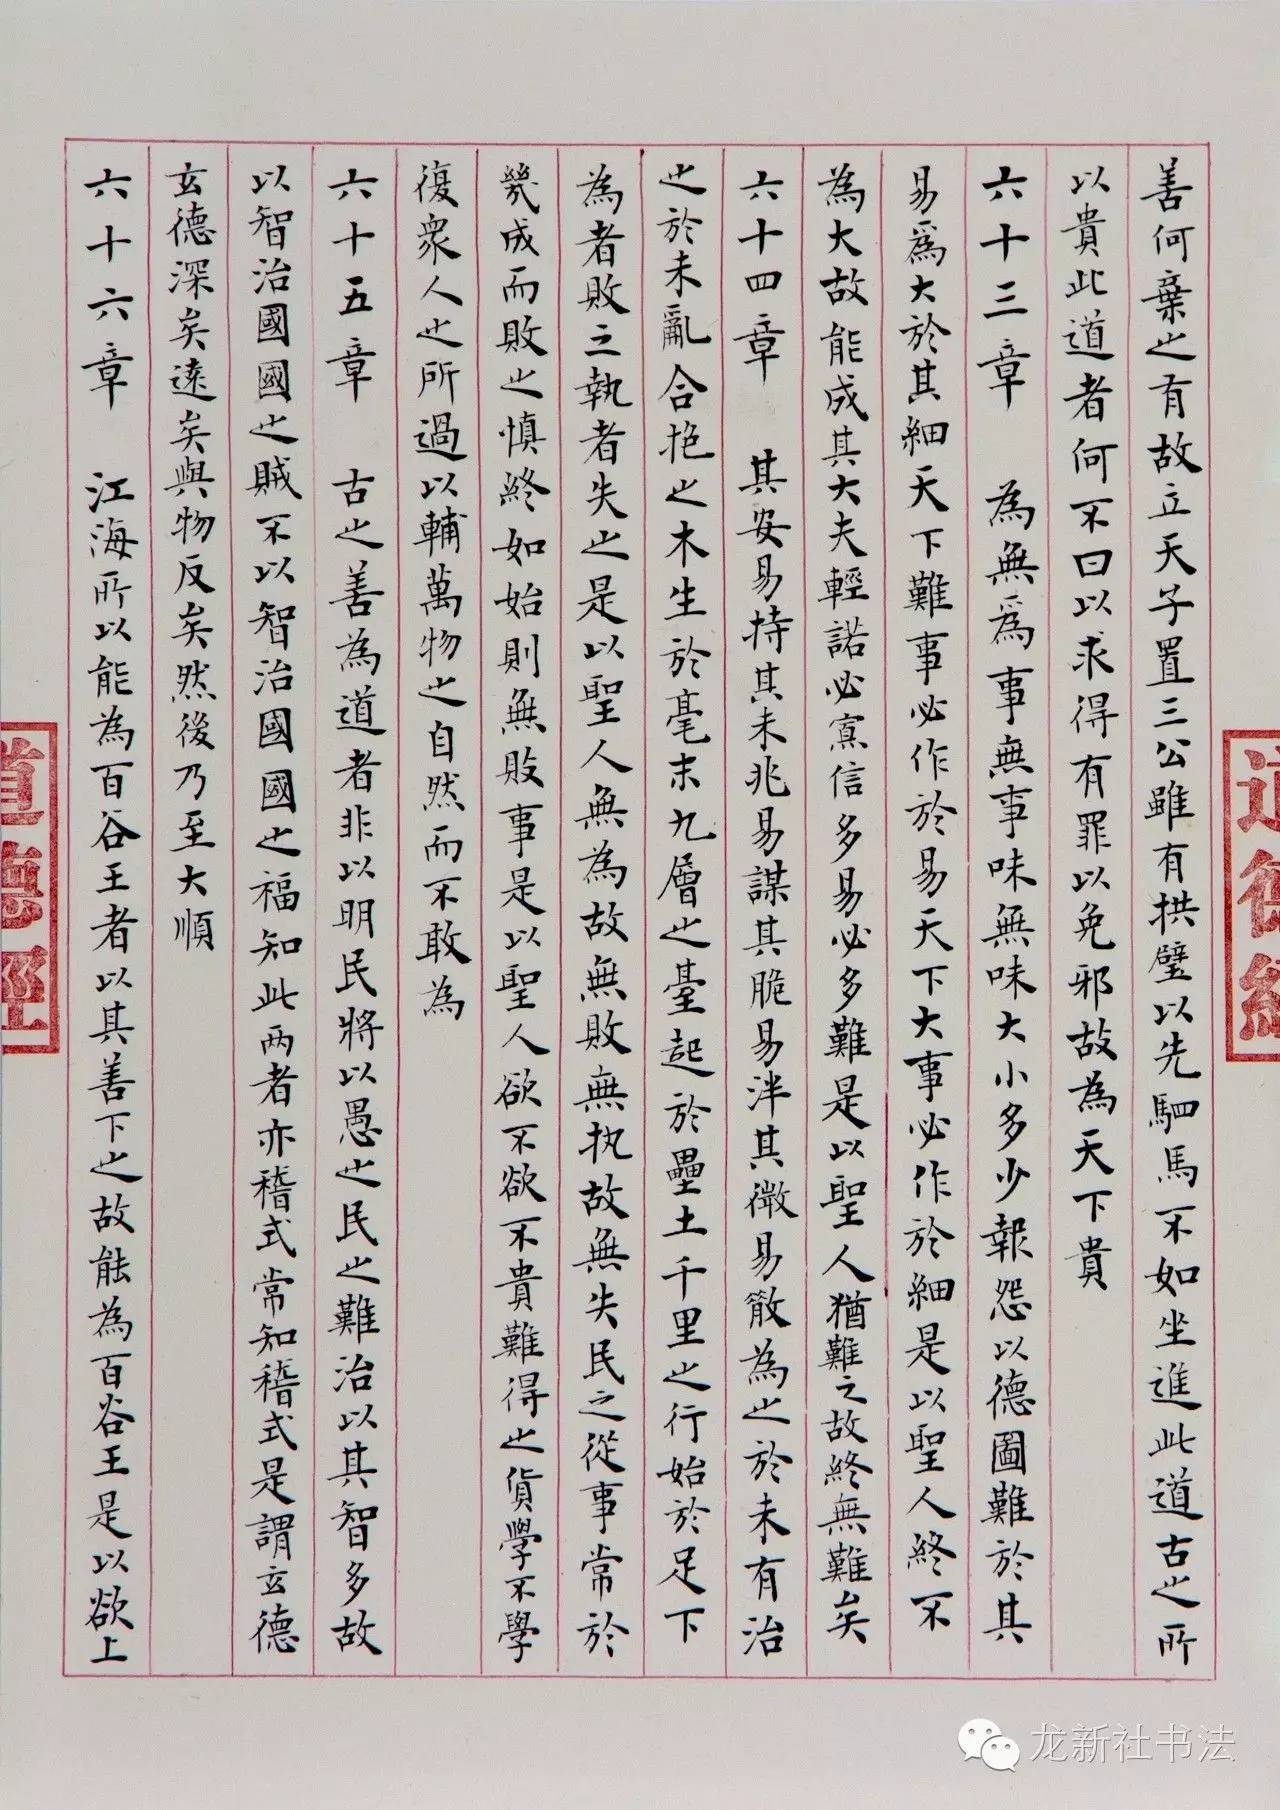 善何棄之有故立天子置三公雖有拱璧以先駟馬不如坐進此道古之所
以貴此道者何不曰以求得有罪以免邪故為天下貴
六十三章 為無爲事無事味無味大小多少報怨以德圖難於其
易爲大於其細天下難事必作於易天下大事必作於細是以聖人終不
為大故能成其大夫輕諾必寡信多易必多難是以聖人猶難之故終無難矣
六十四章 其安易持其未兆易謀其脆易泮其微易散為之於未有治
之於未亂合抱之木生於毫末九層之臺起於壘土千里之行始於足下
為者敗之執者失之是以聖人無為故無敗無执故無失民之從事常於
幾成而敗之慎終如始則無敗事是以聖人欲不欲不貴難得之貨學不學
復衆人之所過以輔萬物之自然而不敢為
六十五章 古之善為道者非以明民將以愚之民之難治以其智多故
以智治國國之賊不以智治國國之福知此两者亦稽式常知稽式是謂玄德
玄德深矣遠矣與物反矣然後乃至大順
六十六章 江海所以能為百谷王者以其善下之故能為百谷王是以欲上
道德經
道德經
龙新社书法